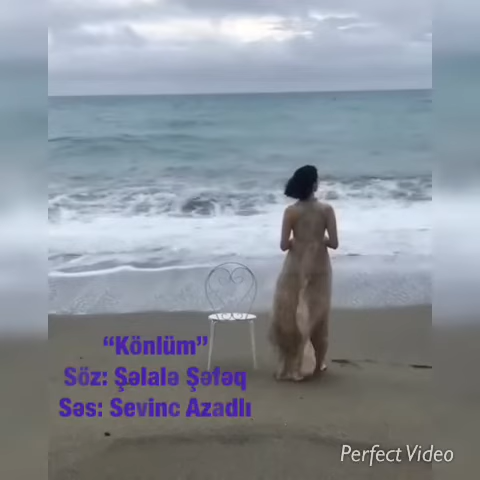 “Könlüm”
Söz: Şəlalə Şəfəq
Səs: Sevinc Azadlı
Perfect Video